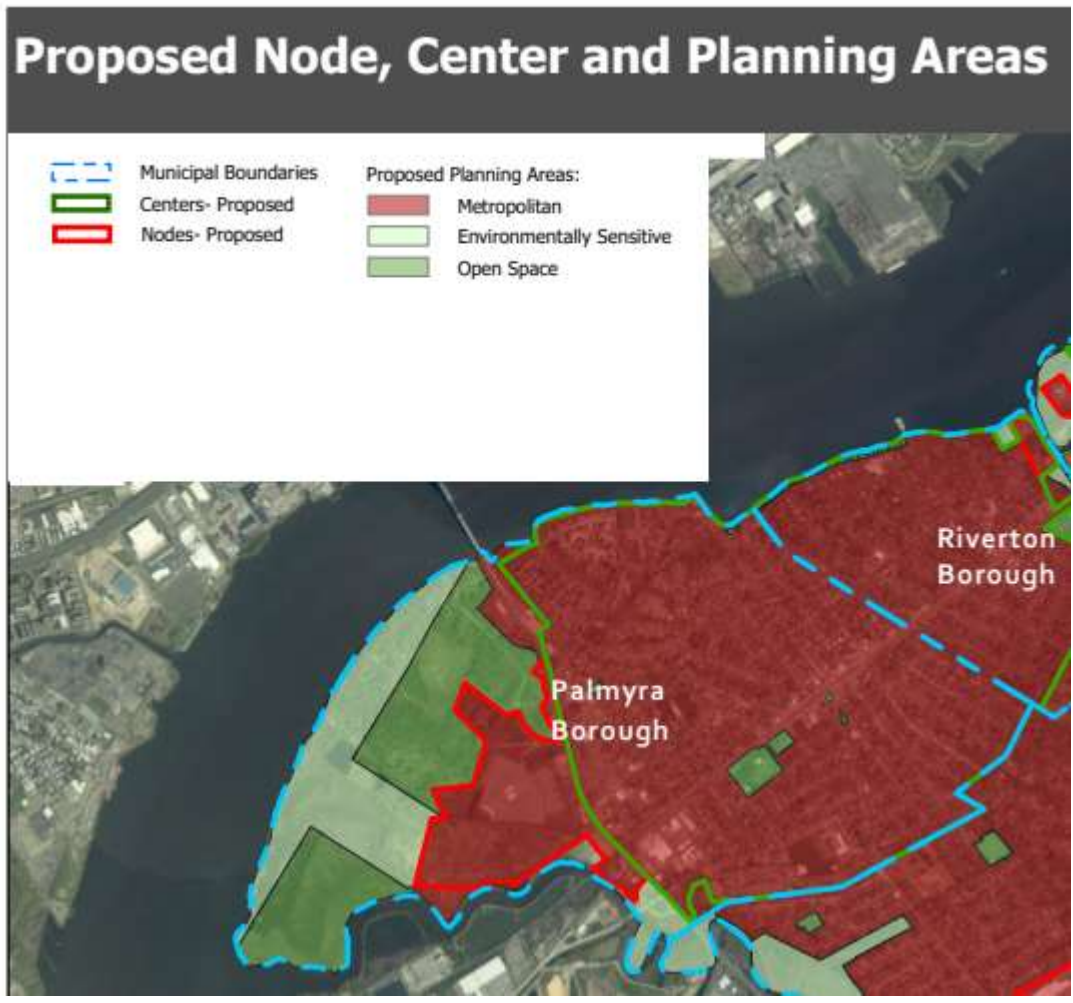 Proposed Node, Center and Planning Areas
Municipal Boundaries
Centers- Proposed
Nodes- Proposed
Proposed Planning Areas:
Metropolitan
Environmentally Sensitive
Open Space
Riverton
Borough
Palmyra
Borough